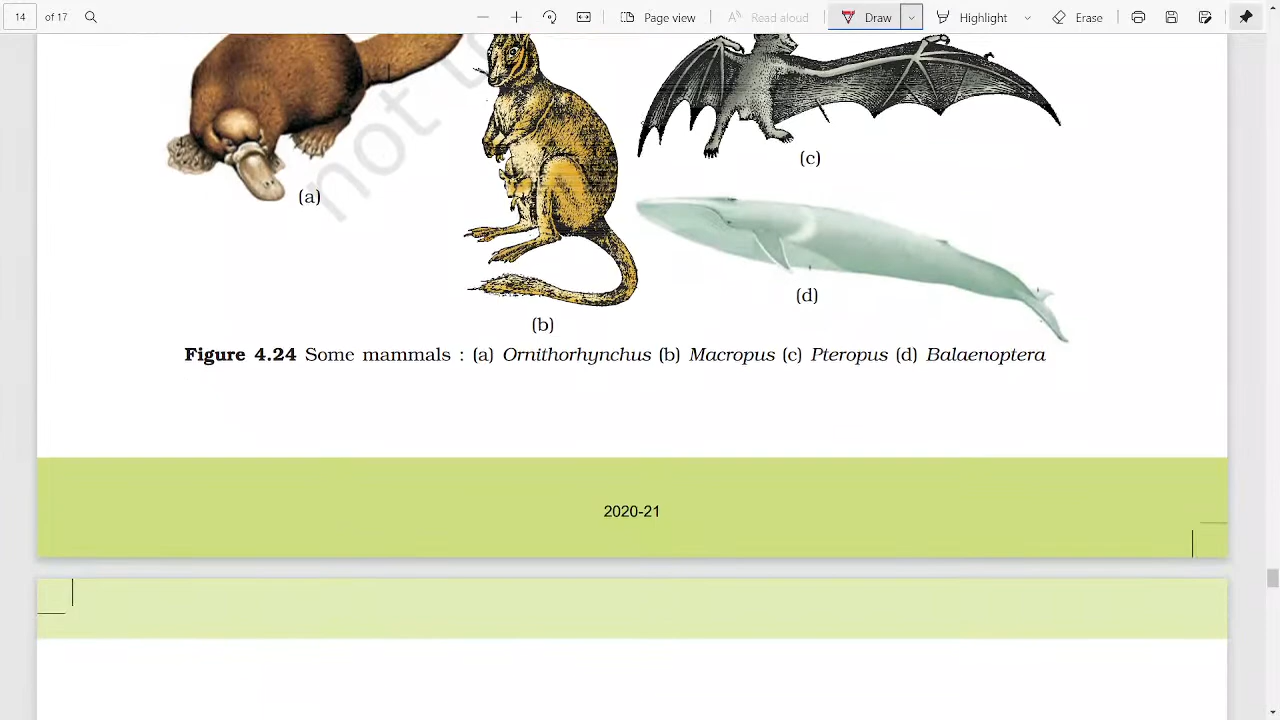 14 of 17 Page view Read aloud Draw Highlight Erase
not t
(a)
(b)
(c)
(d)
Figure 4.24 Some mammals : (a) Ornithorhynchus (b) Macropus (c) Pteropus (d) Balaenoptera
2020-21